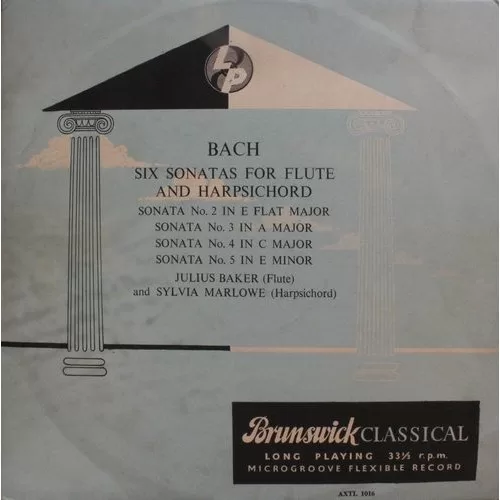 LP
BACH
SIX SONATAS FOR FLUTE
AND HARPSICHORD
SONATA No. 2 IN E FLAT MAJOR
SONATA No. 3 IN A MAJOR
SONATA No. 4 IN C MAJOR
SONATA No. 5 IN E MINOR
JULIUS BAKER (Flute)
and SYLVIA MARLOWE (Harpsichord)
Brunswick CLASSICAL
LONG PLAYING 33⅓ r.p.m.
MICROGROOVE FLEXIBLE RECORD
AXTL 1016